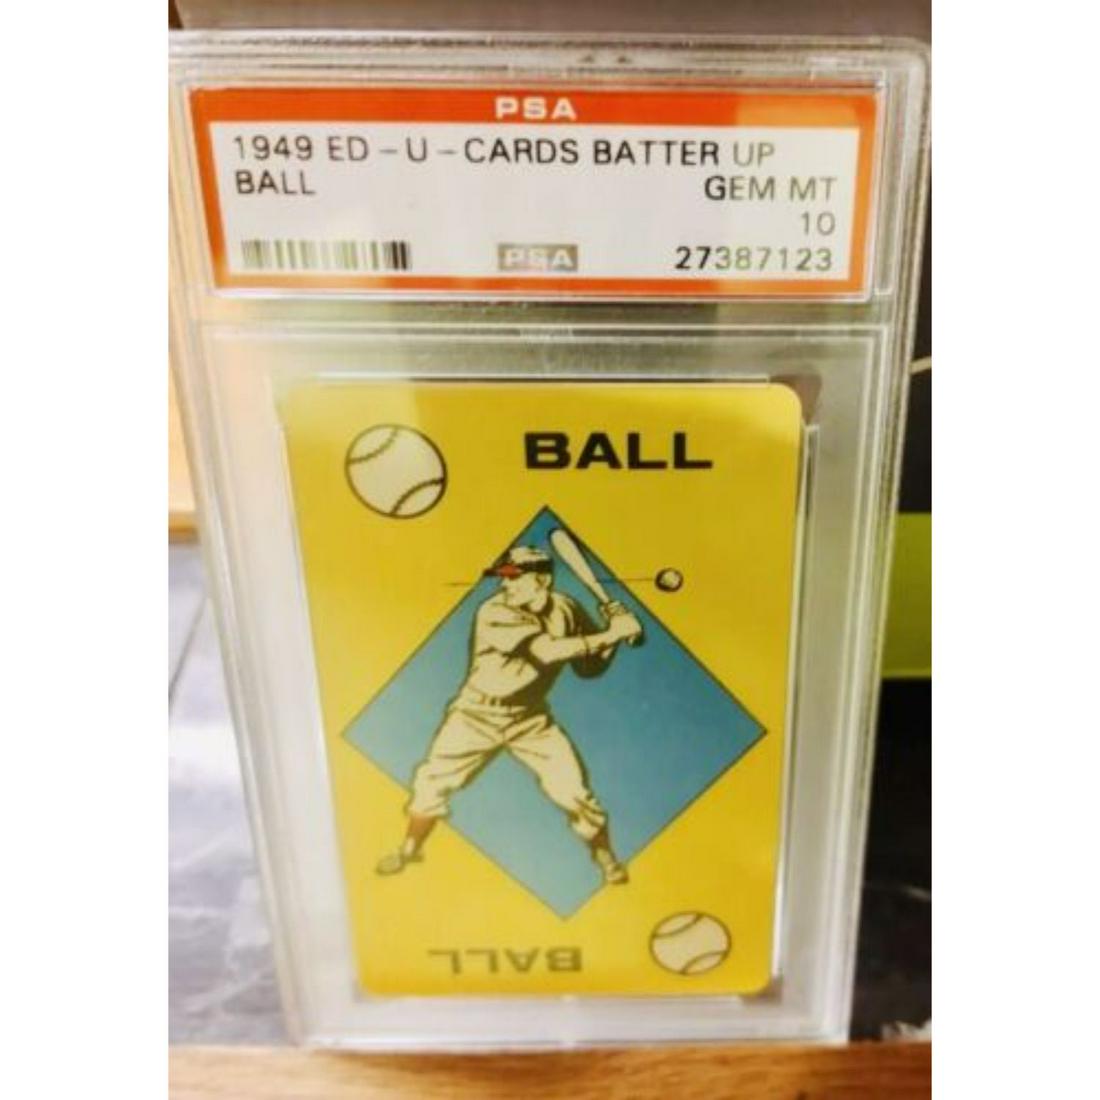 PSA
1949 ED-U-CARDS BATTER UP
BALL GEM MT
10
PSA 27387123
BALL
BALL